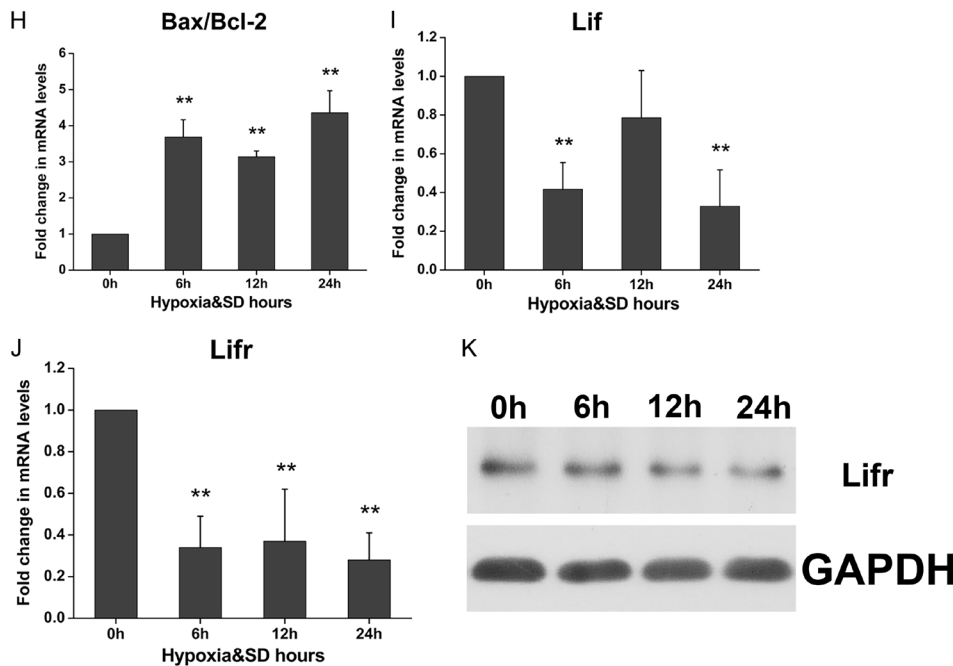 H
Bax/Bcl-2
Fold change in mRNA levels
6
5
4
3
2
1
0
**
**
**
0h 6h 12h 24h
Hypoxia&SD hours
I
Lif
Fold change in mRNA levels
1.2
1.0
0.8
0.6
0.4
0.2
0.0
**
**
0h 6h 12h 24h
Hypoxia&SD hours
J
Lifr
Fold change in mRNA levels
1.2
1.0
0.8
0.6
0.4
0.2
0.0
**
**
**
0h 6h 12h 24h
Hypoxia&SD hours
K
0h 6h 12h 24h
Lifr
GAPDH